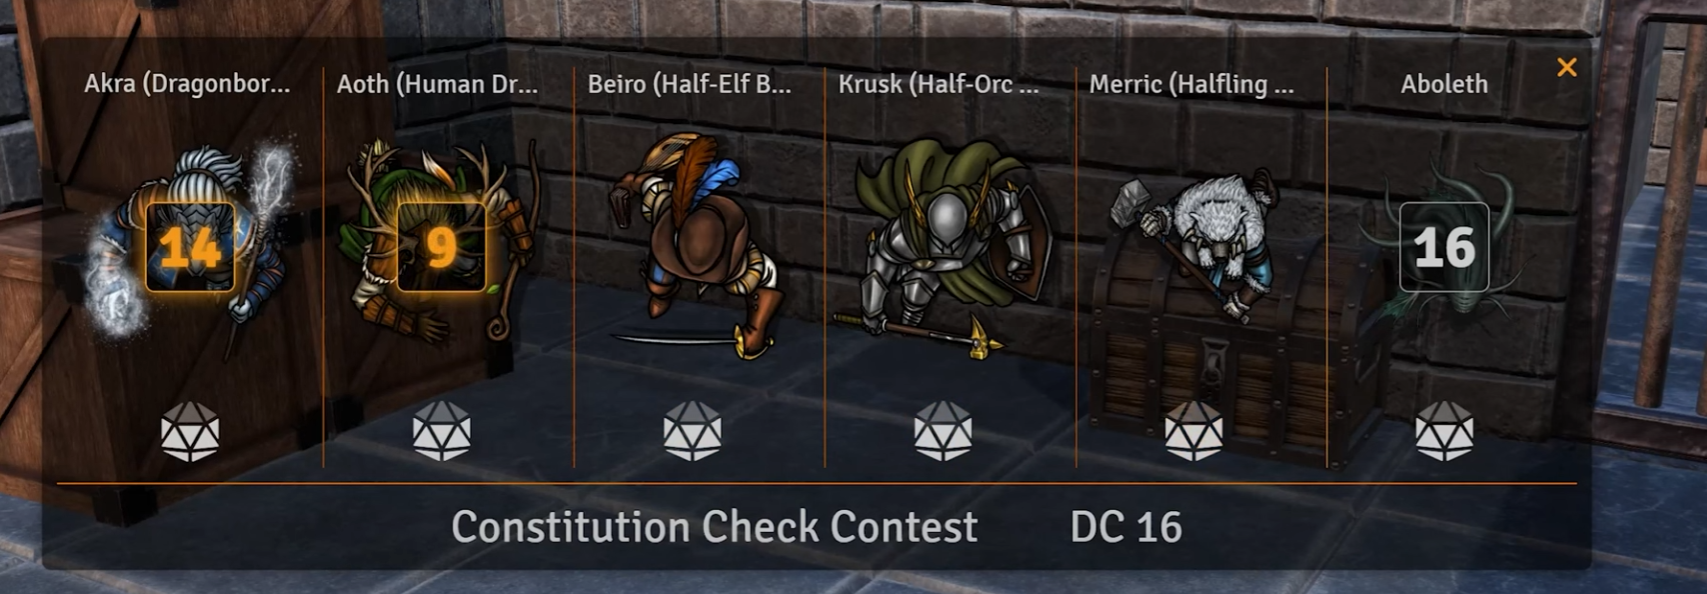 Akra (Dragonbor...
Aoth (Human Dr...
Beiro (Half-Elf B...
Krusk (Half-Orc ...
Merric (Halfling ...
Aboleth
14
9
16
Constitution Check Contest DC 16